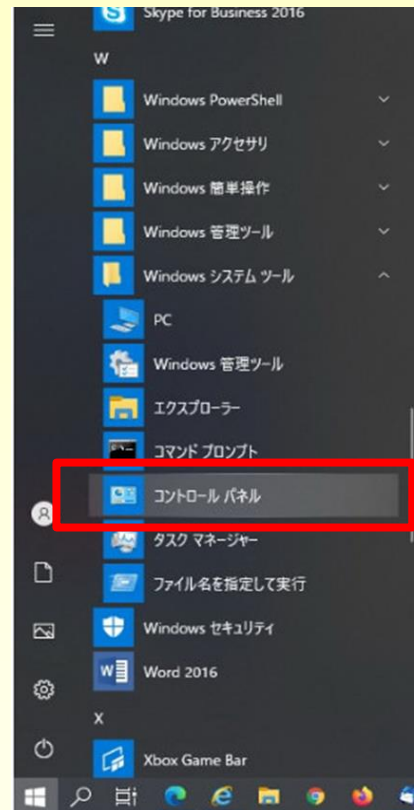 Skype for Business 2016
W
Windows PowerShell
Windows アクセサリ
Windows 簡単操作
Windows 管理ツール
Windows システム ツール
PC
Windows 管理ツール
エクスプローラー
コマンド プロンプト
コントロール パネル
タスク マネージャー
ファイル名を指定して実行
Windows セキュリティ
Word 2016
X
Xbox Game Bar